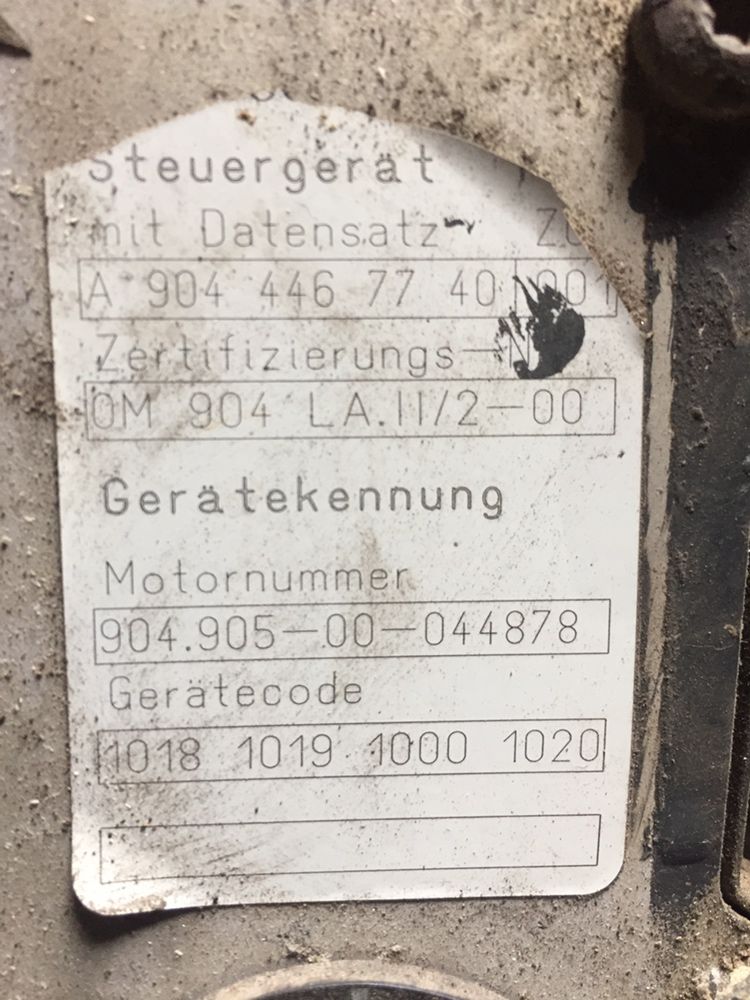 Steuergerät
mit Datensatz
A 904 446 77 40 001
Zertifizierungs-
OM 904 LA.II/2-00
Gerätekennung
Motornummer
904.905-00-044878
Gerätecode
1018 1019 1000 1020